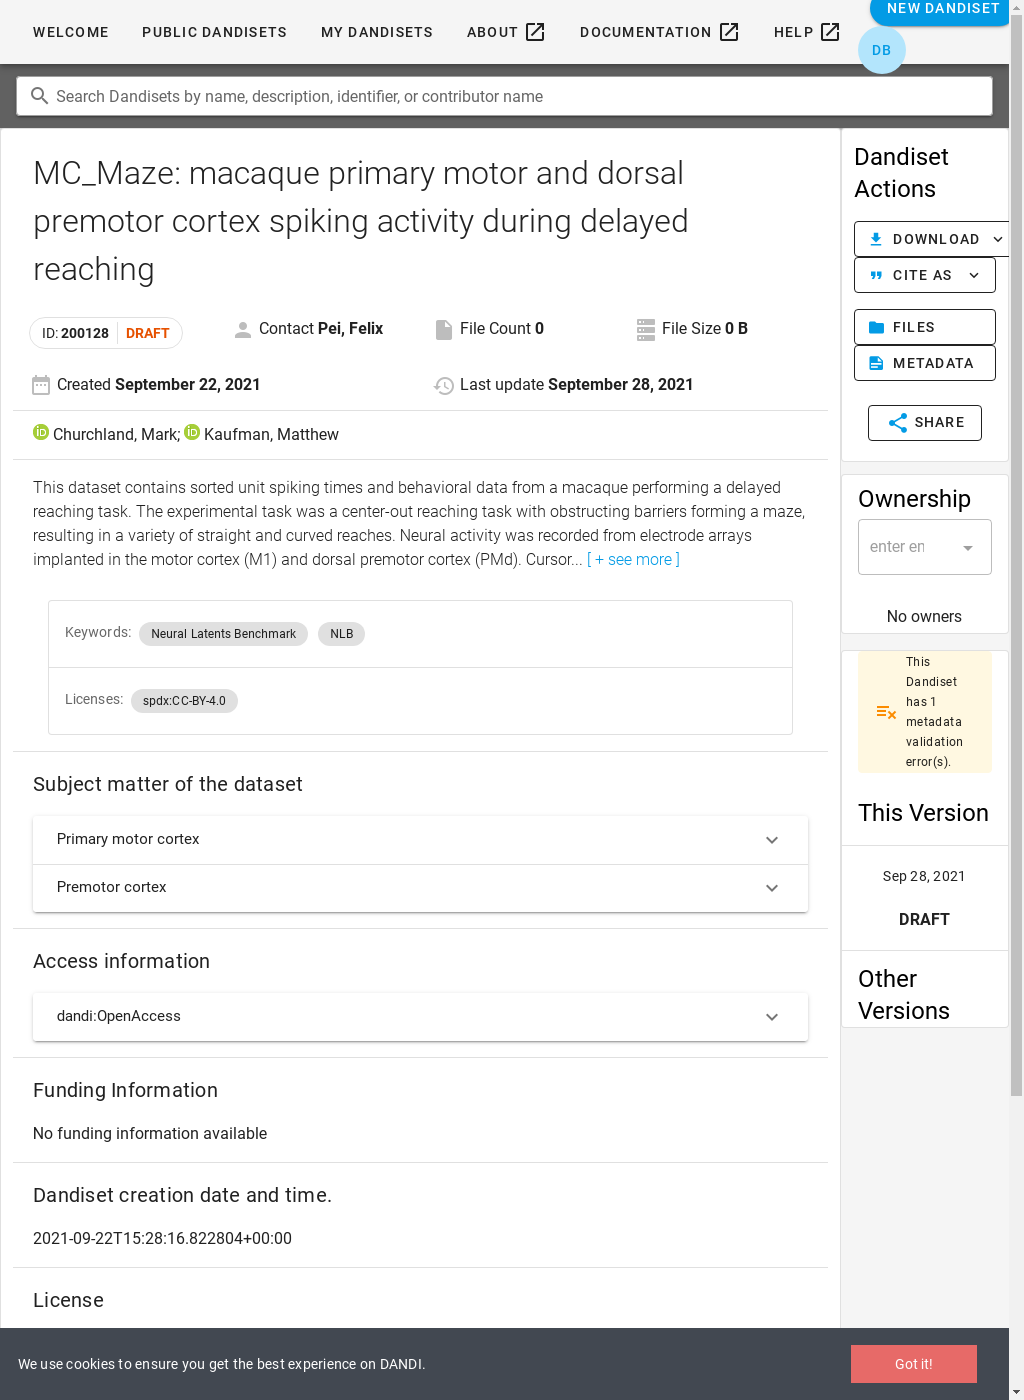 WELCOME PUBLIC DANDISETS MY DANDISETS ABOUT DOCUMENTATION HELP NEW DANDISET
DB
Search Dandisets by name, description, identifier, or contributor name
MC_Maze: macaque primary motor and dorsal
premotor cortex spiking activity during delayed
reaching
ID: 200128 DRAFT Contact Pei, Felix File Count 0 File Size 0 B
Created September 22, 2021 Last update September 28, 2021
Churchland, Mark; Kaufman, Matthew
This dataset contains sorted unit spiking times and behavioral data from a macaque performing a delayed
reaching task. The experimental task was a center-out reaching task with obstructing barriers forming a maze,
resulting in a variety of straight and curved reaches. Neural activity was recorded from electrode arrays
implanted in the motor cortex (M1) and dorsal premotor cortex (PMd). Cursor... [ + see more ]
Keywords: Neural Latents Benchmark NLB
Licenses: spdx:CC-BY-4.0
Subject matter of the dataset
Primary motor cortex
Premotor cortex
Access information
dandi:OpenAccess
Funding Information
No funding information available
Dandiset creation date and time.
2021-09-22T15:28:16.822804+00:00
License
Dandiset
Actions
DOWNLOAD
CITE AS
FILES
METADATA
SHARE
Ownership
enter en
No owners
This
Dandiset
has 1
metadata
validation
error(s).
This Version
Sep 28, 2021
DRAFT
Other
Versions
We use cookies to ensure you get the best experience on DANDI.
Got it!